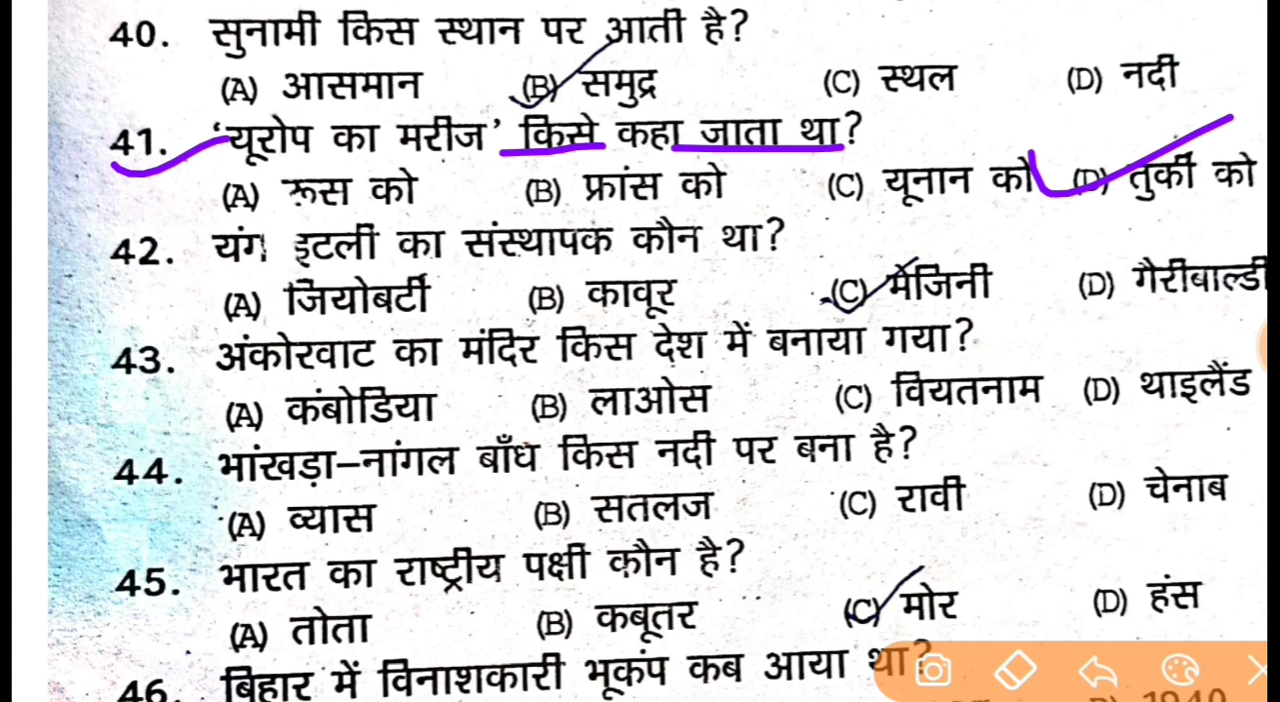 40. सुनामी किस स्थान पर आती है?
(A) आसमान (B) समुद्र (C) स्थल (D) नदी
41. ‘यूरोप का मरीज’ किसे कहा जाता था?
(A) रूस को (B) फ्रांस को (C) यूनान को (D) तुर्की को
42. यंग इटली का संस्थापक कौन था?
(A) जियोबर्टी (B) कावूर (C) मेजिनी (D) गैरीबाल्डी
43. अंकोरवाट का मंदिर किस देश में बनाया गया?
(A) कंबोडिया (B) लाओस (C) वियतनाम (D) थाइलैंड
44. भांखड़ा–नांगल बाँध किस नदी पर बना है?
(A) व्यास (B) सतलज (C) रावी (D) चेनाब
45. भारत का राष्ट्रीय पक्षी कौन है?
(A) तोता (B) कबूतर (C) मोर (D) हंस
46. बिहार में विनाशकारी भूकंप कब आया था?